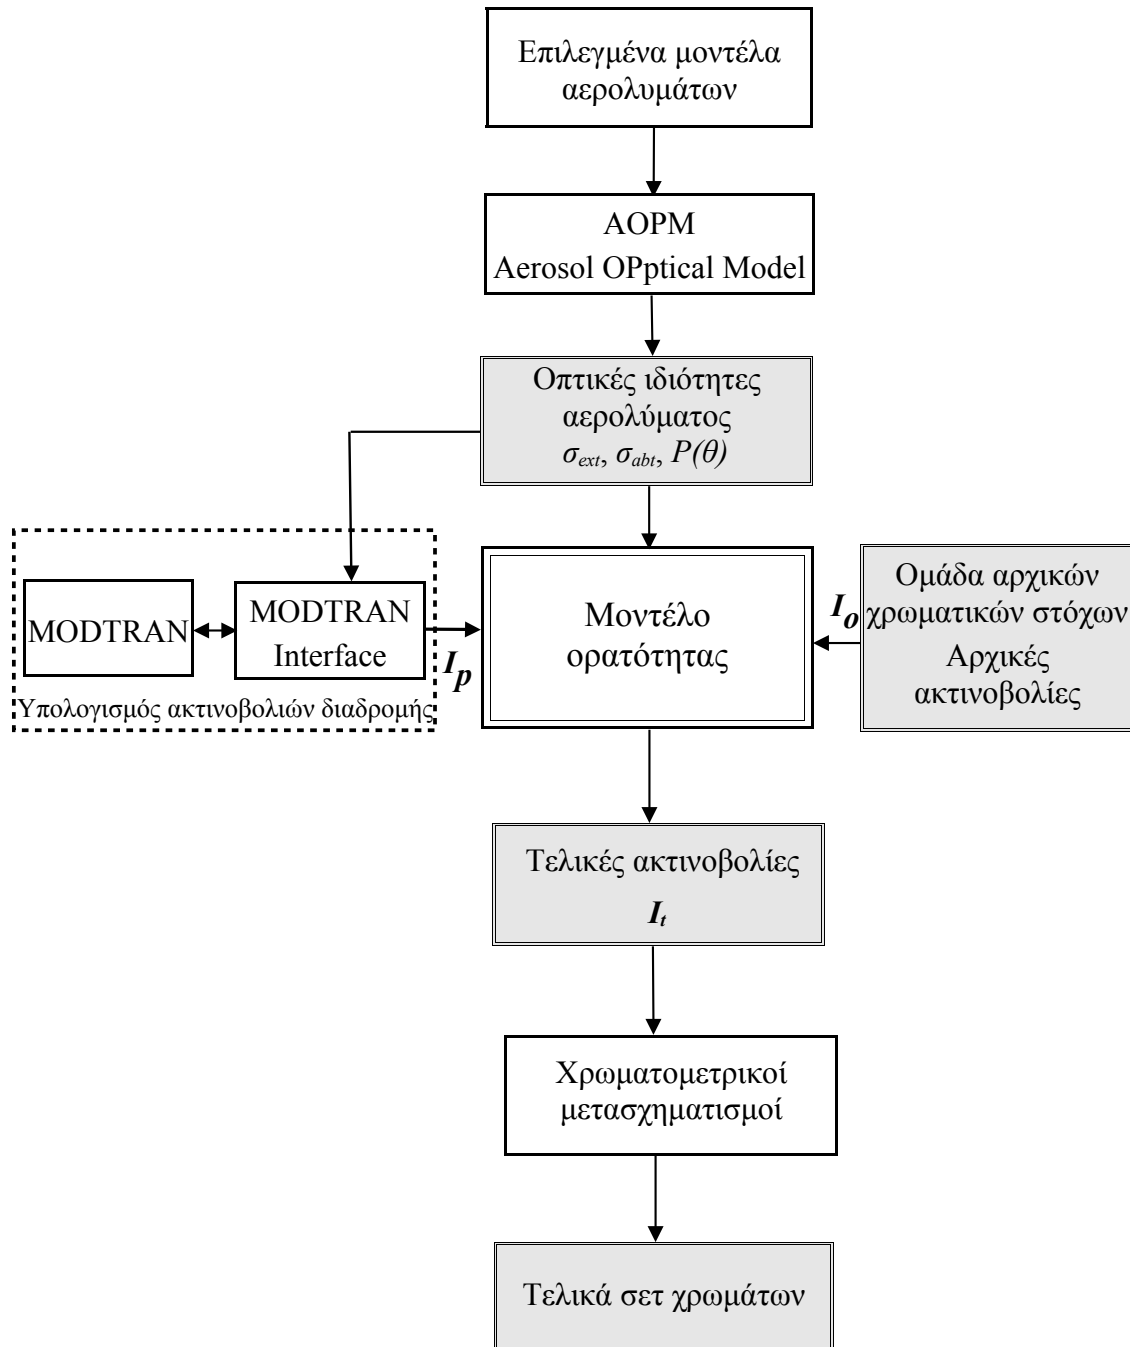 Επιλεγμένα μοντέλα
αερολυμάτων
AOPM
Aerosol OPptical Model
Οπτικές ιδιότητες
αερολύματος
σext, σabt, P(θ)
MODTRAN
MODTRAN
Interface
Υπολογισμός ακτινοβολιών διαδρομής
Ip
Μοντέλο
ορατότητας
Io
Ομάδα αρχικών
χρωματικών στόχων
Αρχικές
ακτινοβολίες
Τελικές ακτινοβολίες
It
Χρωματομετρικοί
μετασχηματισμοί
Τελικά σετ χρωμάτων